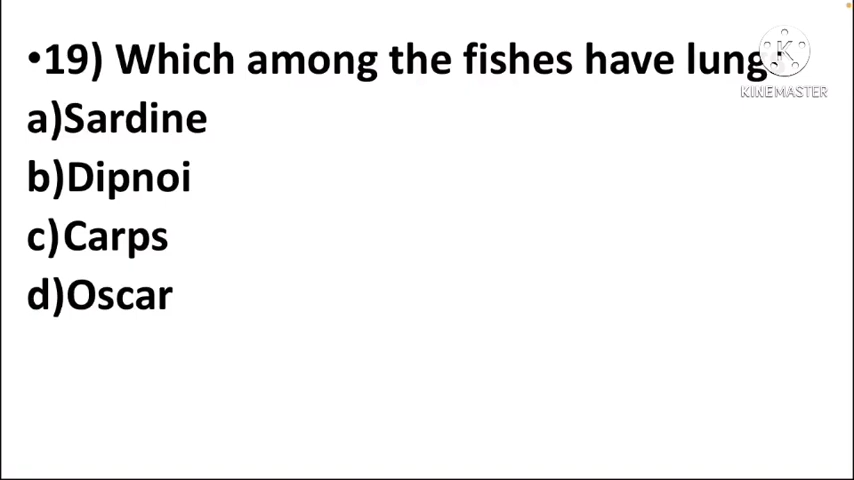 •19) Which among the fishes have lung
KINEMASTER
a)Sardine
b)Dipnoi
c)Carps
d)Oscar